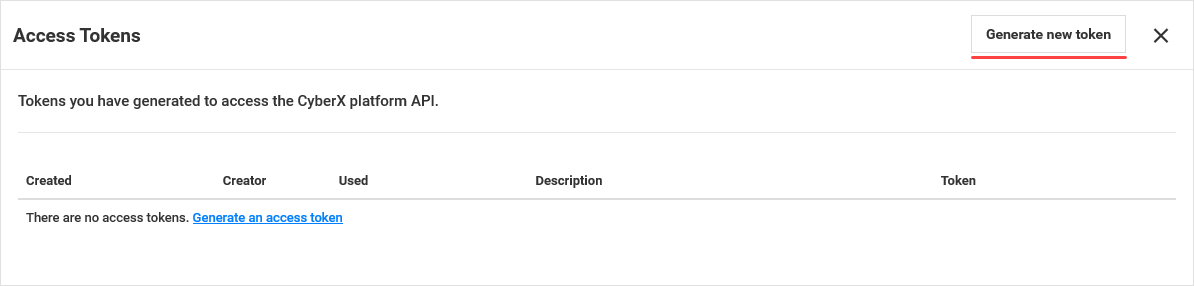 Access Tokens
Generate new token
Tokens you have generated to access the CyberX platform API.
Created Creator Used Description Token
There are no access tokens. Generate an access token